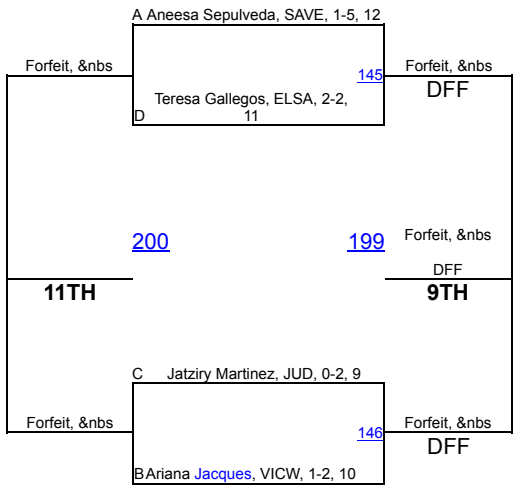 A Aneesa Sepulveda, SAVE, 1-5, 12
Forfeit, &nbs
145
Forfeit, &nbs
DFF
Teresa Gallegos, ELSA, 2-2,
D 11
200
199
Forfeit, &nbs
DFF
11TH
9TH
C Jatziry Martinez, JUD, 0-2, 9
Forfeit, &nbs
146
Forfeit, &nbs
DFF
BAriana Jacques, VICW, 1-2, 10